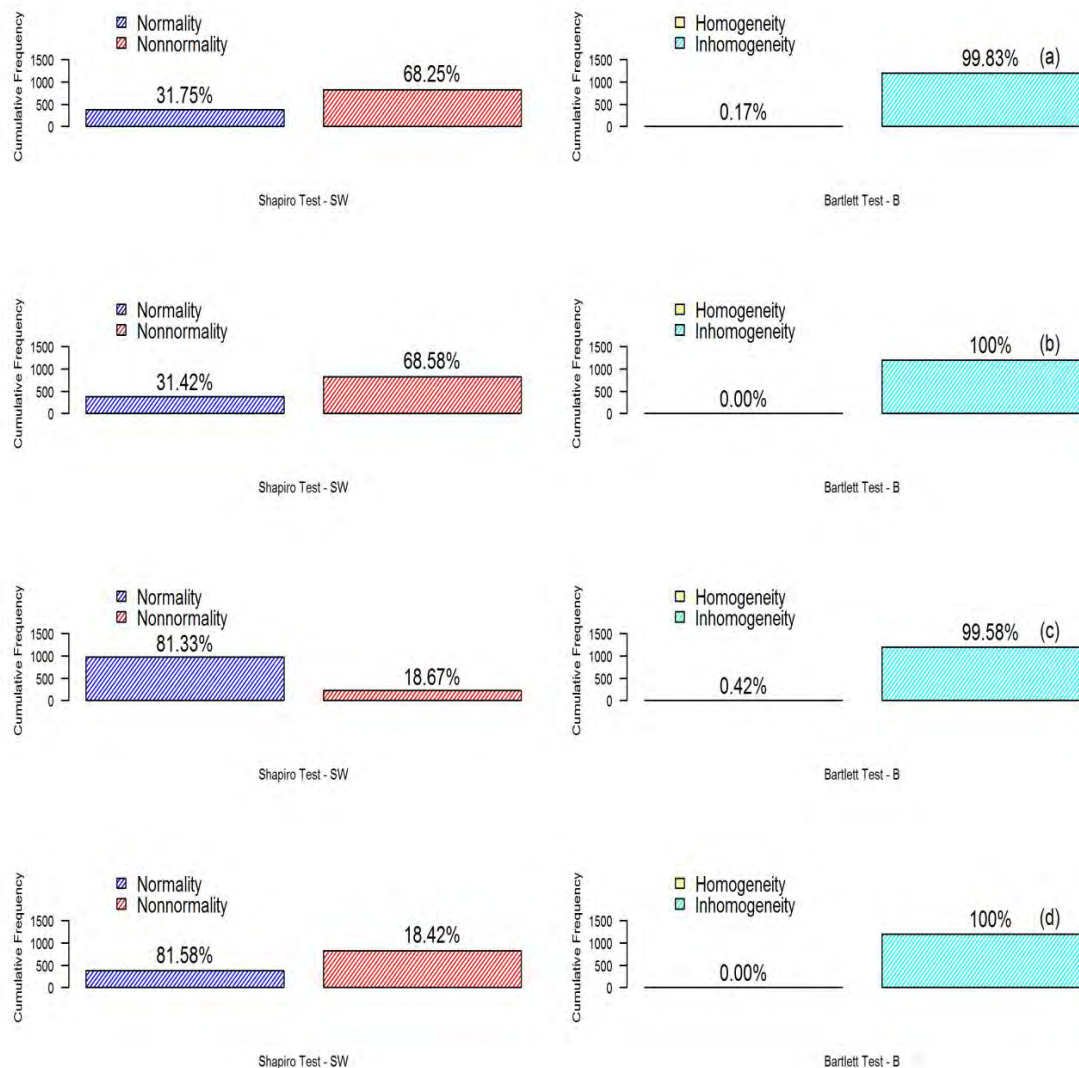 Normality
Nonnormality
Cumulative Frequency
1500
1000
500
0
31.75%
68.25%
Shapiro Test - SW
Homogeneity
Inhomogeneity
Cumulative Frequency
1500
1000
500
0
0.17%
99.83%
(a)
Bartlett Test - B
Normality
Nonnormality
Cumulative Frequency
1500
1000
500
0
31.42%
68.58%
Shapiro Test - SW
Homogeneity
Inhomogeneity
Cumulative Frequency
1500
1000
500
0
0.00%
100%
(b)
Bartlett Test - B
Normality
Nonnormality
Cumulative Frequency
1500
1000
500
0
81.33%
18.67%
Shapiro Test - SW
Homogeneity
Inhomogeneity
Cumulative Frequency
1500
1000
500
0
0.42%
99.58%
(c)
Bartlett Test - B
Normality
Nonnormality
Cumulative Frequency
1500
1000
500
0
81.58%
18.42%
Shapiro Test - SW
Homogeneity
Inhomogeneity
Cumulative Frequency
1500
1000
500
0
0.00%
100%
(d)
Bartlett Test - B